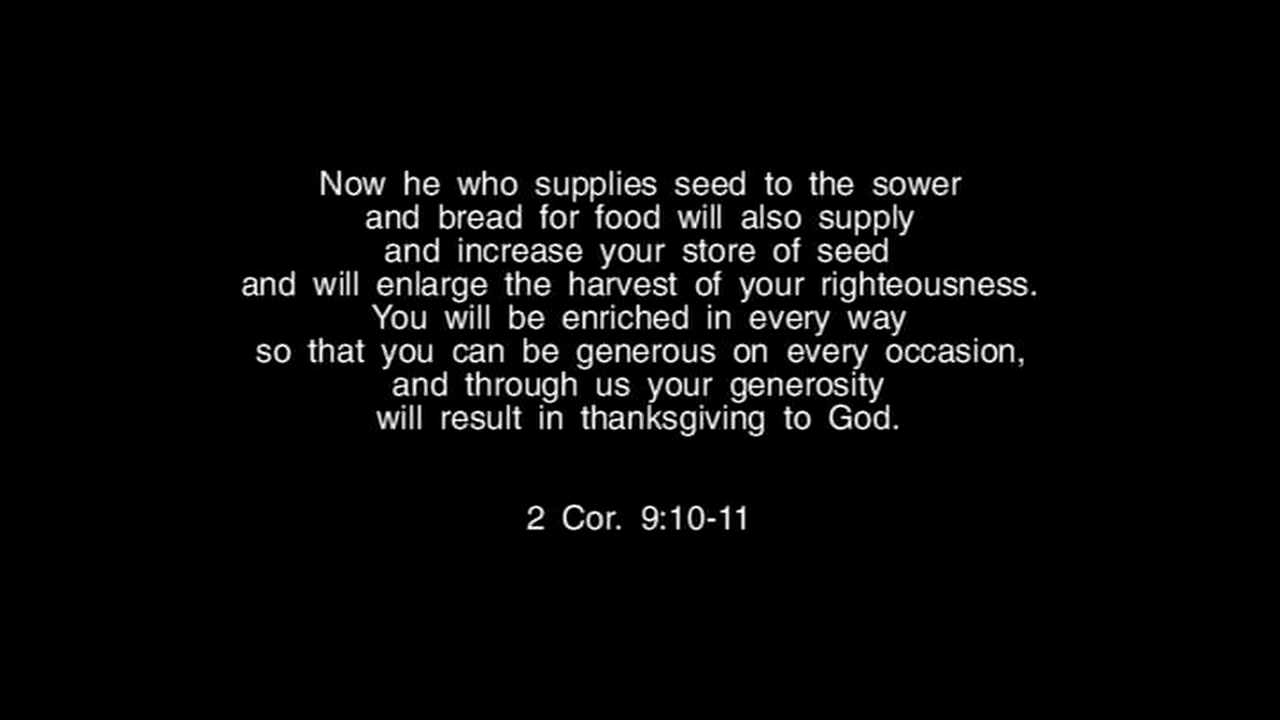 Now he who supplies seed to the sower
and bread for food will also supply
and increase your store of seed
and will enlarge the harvest of your righteousness.
You will be enriched in every way
so that you can be generous on every occasion,
and through us your generosity
will result in thanksgiving to God.
2 Cor. 9:10-11